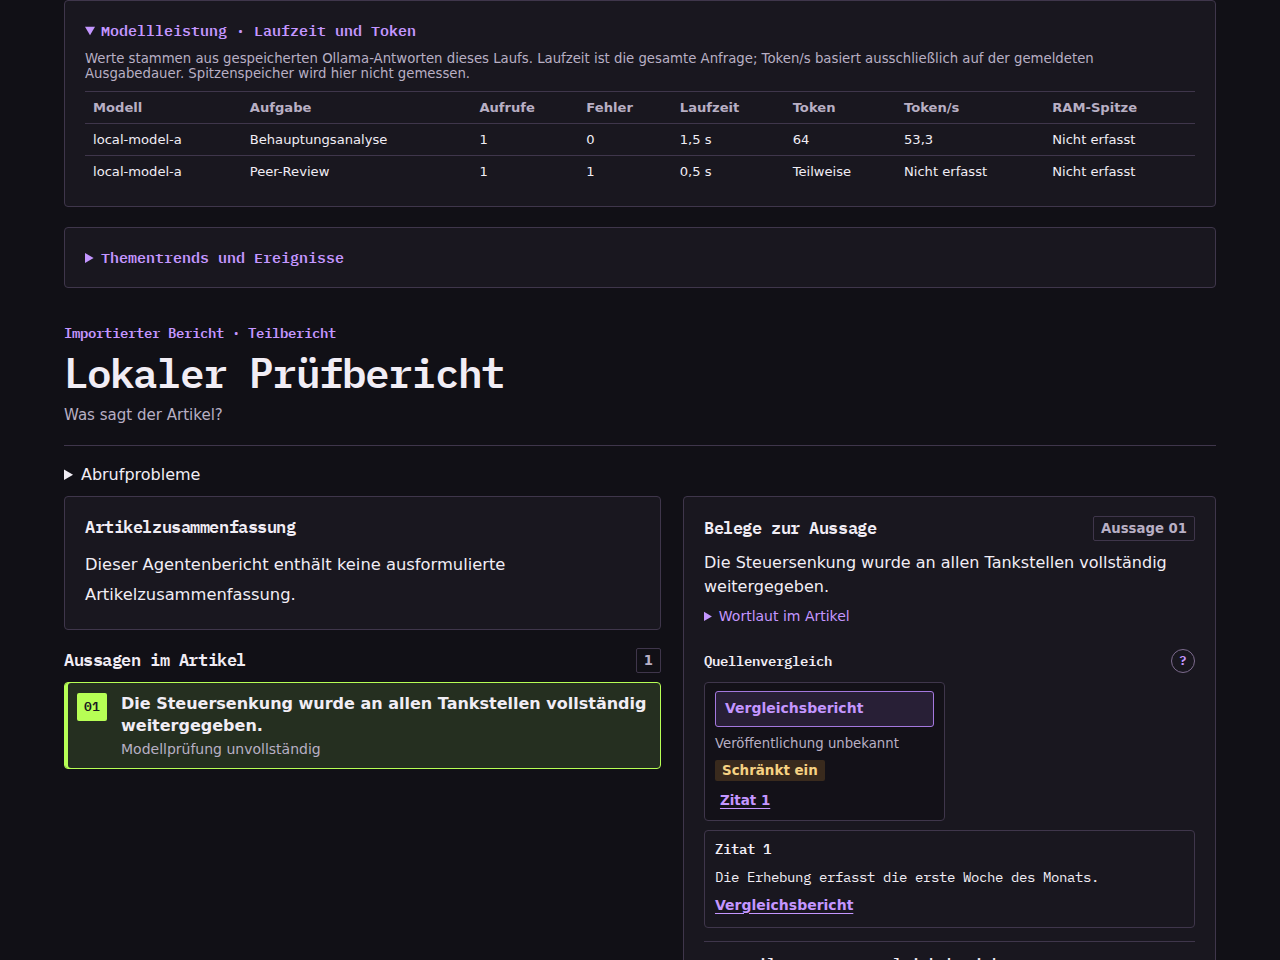 ▼ Modellleistung · Laufzeit und Token
Werte stammen aus gespeicherten Ollama-Antworten dieses Laufs. Laufzeit ist die gesamte Anfrage; Token/s basiert ausschließlich auf der gemeldeten
Ausgabedauer. Spitzenspeicher wird hier nicht gemessen.
Modell Aufgabe Aufrufe Fehler Laufzeit Token Token/s RAM-Spitze
local-model-a Behauptungsanalyse 1 0 1,5 s 64 53,3 Nicht erfasst
local-model-a Peer-Review 1 1 0,5 s Teilweise Nicht erfasst Nicht erfasst
▶ Thementrends und Ereignisse
Importierter Bericht · Teilbericht
Lokaler Prüfbericht
Was sagt der Artikel?
▶ Abrufprobleme
Artikelzusammenfassung
Dieser Agentenbericht enthält keine ausformulierte
Artikelzusammenfassung.
Aussagen im Artikel 1
01 Die Steuersenkung wurde an allen Tankstellen vollständig
weitergegeben.
Modellprüfung unvollständig
Belege zur Aussage Aussage 01
Die Steuersenkung wurde an allen Tankstellen vollständig
weitergegeben.
▶ Wortlaut im Artikel
Quellenvergleich ?
Vergleichsbericht
Veröffentlichung unbekannt
Schränkt ein
Zitat 1
Zitat 1
Die Erhebung erfasst die erste Woche des Monats.
Vergleichsbericht